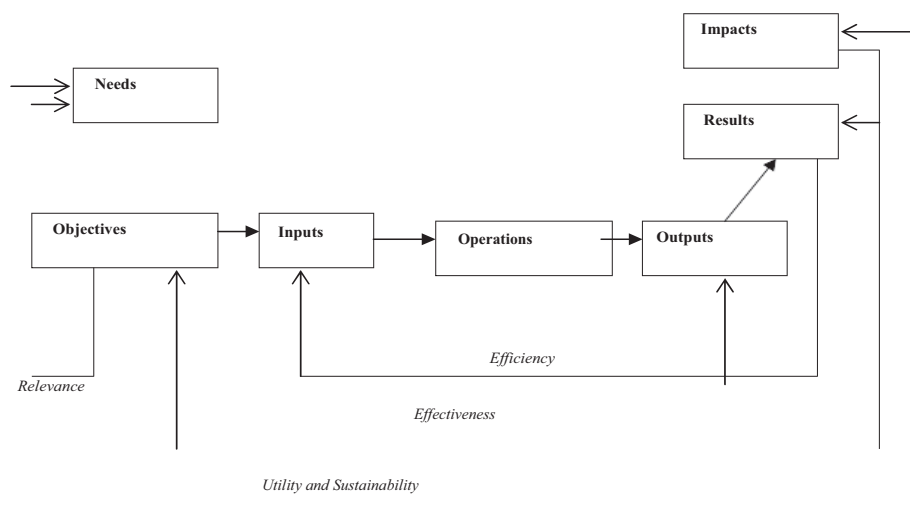 Impacts
Needs
Results
Objectives
Inputs
Operations
Outputs
Efficiency
Relevance
Effectiveness
Utility and Sustainability